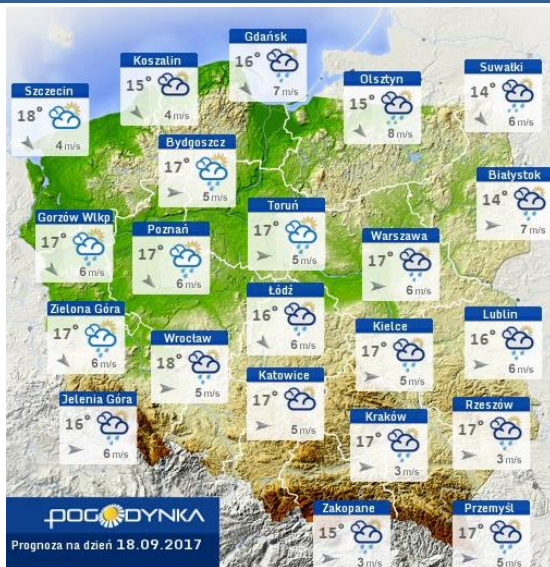 Gdańsk
16°
7 m/s
Koszalin
15°
4 m/s
Suwałki
14°
6 m/s
Olsztyn
15°
8 m/s
Szczecin
18°
4 m/s
Bydgoszcz
17°
5 m/s
Białystok
14°
7 m/s
Toruń
17°
5 m/s
Gorzów Wlkp
17°
6 m/s
Poznań
17°
6 m/s
Warszawa
17°
6 m/s
Łódź
16°
6 m/s
Zielona Góra
17°
6 m/s
Lublin
16°
6 m/s
Kielce
17°
5 m/s
Wrocław
18°
5 m/s
Katowice
17°
5 m/s
Jelenia Góra
16°
6 m/s
Rzeszów
17°
3 m/s
Kraków
17°
3 m/s
Zakopane
15°
3 m/s
Przemyśl
17°
5 m/s
POGODYNKA
Prognoza na dzień 18.09.2017